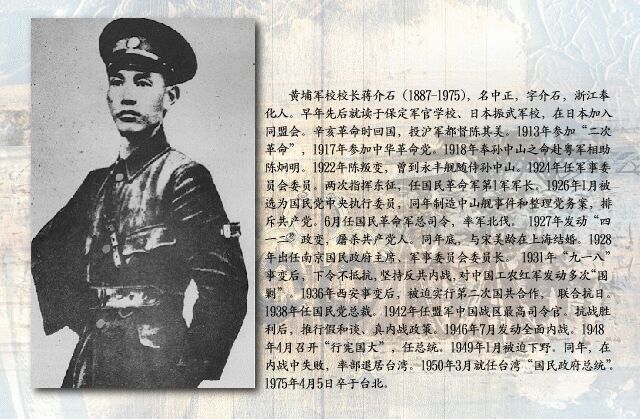 黄埔军校校长蒋介石（1887-1975），名中正，字介石，浙江奉
化人。早年先后就读于保定军官学校、日本振武军校，在日本加入
同盟会。辛亥革命时回国，投沪军都督陈其美。1913年参加“二次
革命”，1917年参加中华革命党。1918年奉孙中山之命赴粤军相助
陈炯明。1922年陈叛变，曾到永丰舰随侍孙中山。1924年任军事委
员会委员。两次指挥东征，任国民革命军第1军军长。1926年1月被
选为国民党中央执行委员，同年制造中山舰事件和整理党务案，排
斥共产党。6月任国民革命军总司令，率军北伐。 1927年发动“四
一二”政变，屠杀共产党人。同年底，与宋美龄在上海结婚。1928
年出任南京国民政府主席、军事委员会委员长。 1931年“九一八”
事变后，下令不抵抗，坚持反共内战，对中国工农红军发动多次“围
剿”。1936年西安事变后，被迫实行第二次国共合作， 联合抗日。
1938年任国民党总裁。1942年任盟军中国战区最高司令官。抗战胜
利后，推行假和谈、真内战政策。1946年7月发动全面内战。1948
年4月召开“行宪国大”，任总统。1949年1月被迫下野。同年，在
内战中失败，率部退居台湾。1950年3月就任台湾“国民政府总统”。
1975年4月5日卒于台北。